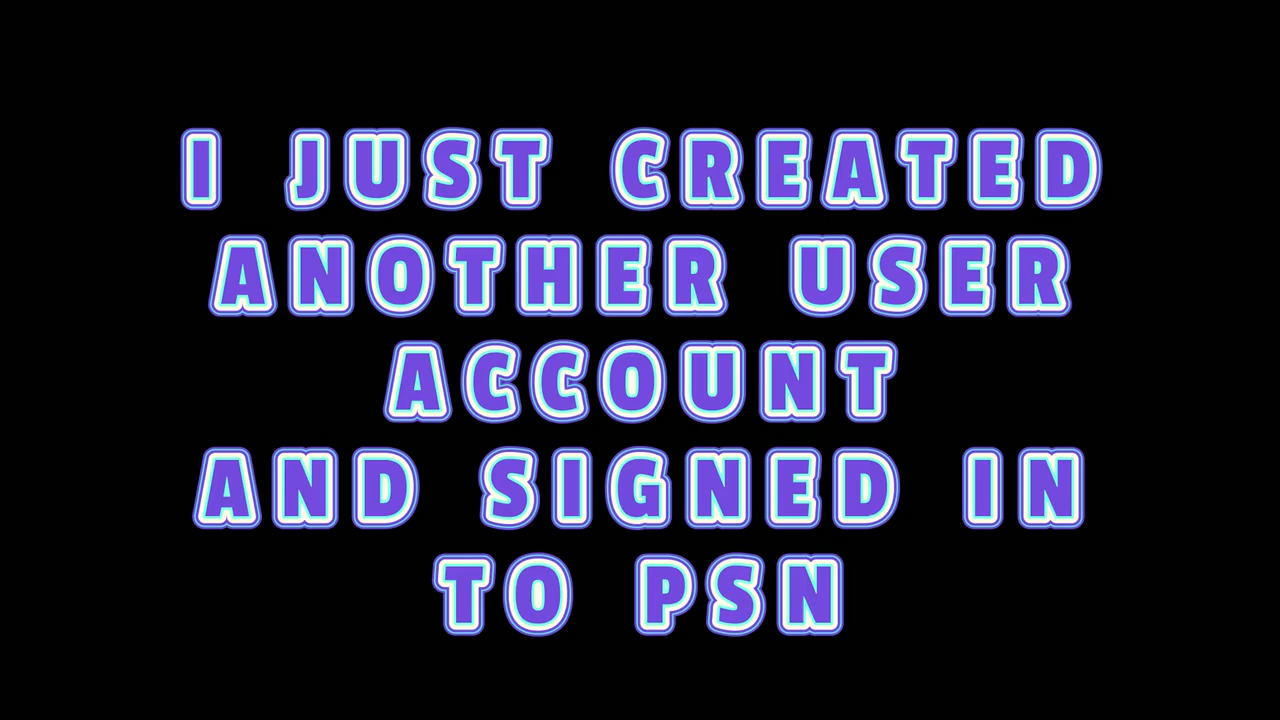 I JUST CREATED
ANOTHER USER
ACCOUNT
AND SIGNED IN
TO PSN